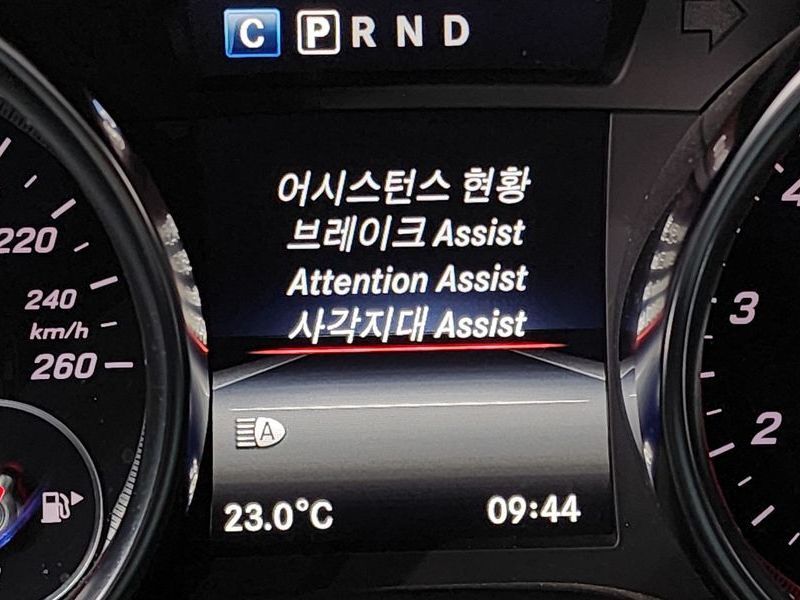 C P R N D
어시스턴스 현황
브레이크 Assist
Attention Assist
사각지대 Assist
A
23.0°C 09:44
220
240
km/h
260
4
3
2